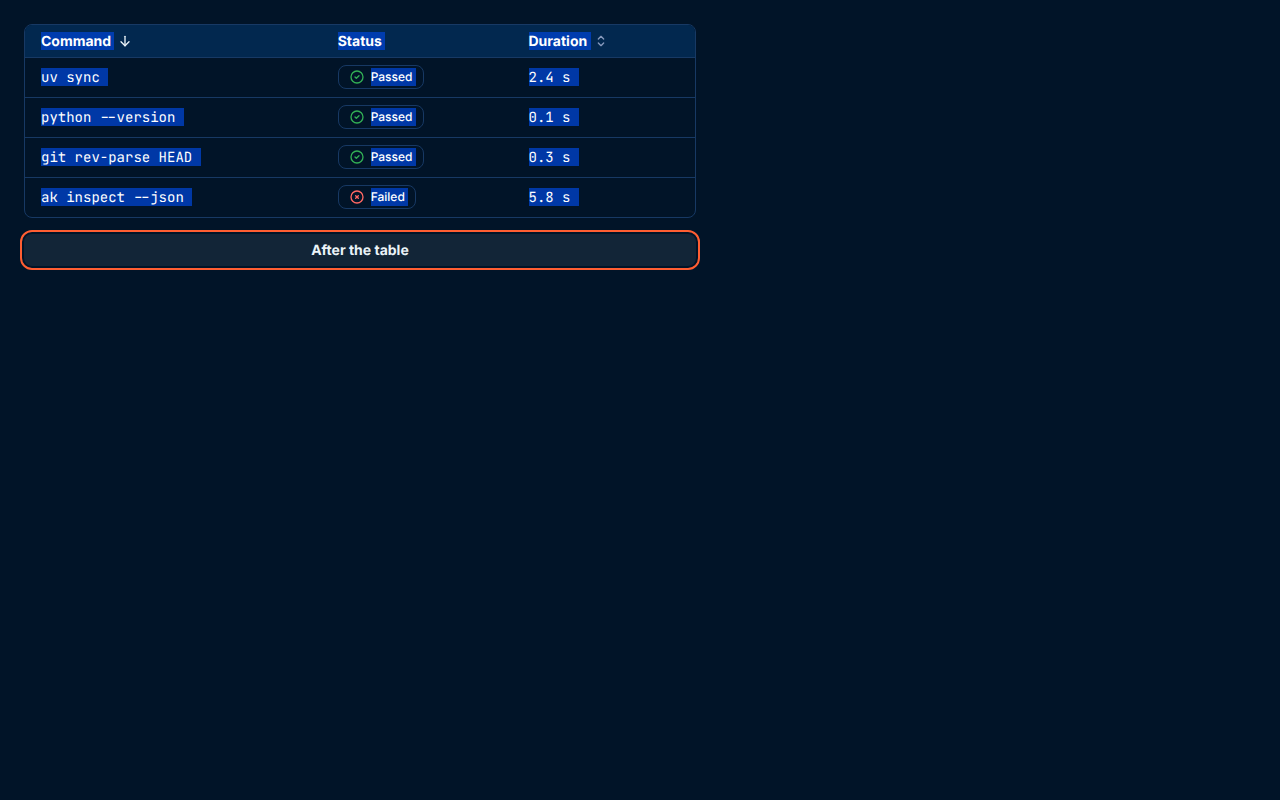 Command Status Duration
uv sync Passed 2.4 s
python --version Passed 0.1 s
git rev-parse HEAD Passed 0.3 s
ak inspect --json Failed 5.8 s
After the table